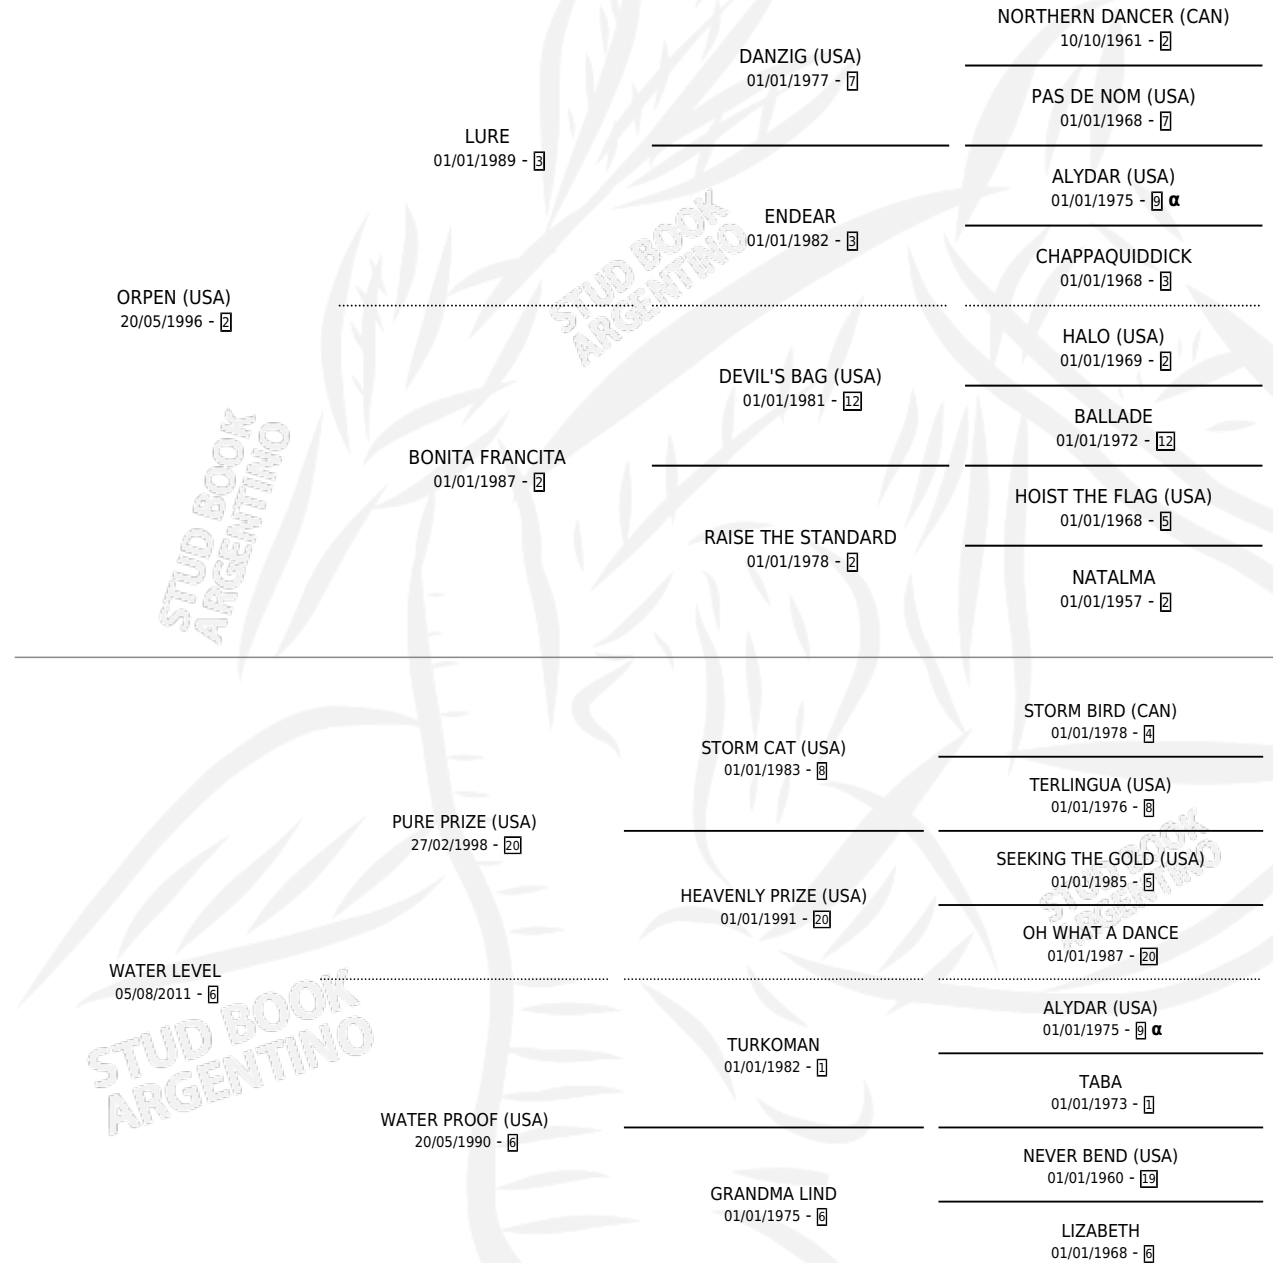 NORTHERN DANCER (CAN)
10/10/1961 - 2
DANZIG (USA)
01/01/1977 - 7
PAS DE NOM (USA)
01/01/1968 - 7
LURE
01/01/1989 - 3
ALYDAR (USA)
01/01/1975 - 9 α
ENDEAR
01/01/1982 - 3
CHAPPAQUIDDICK
01/01/1968 - 3
STUD BOOK
ARGENTINO
ORPEN (USA)
20/05/1996 - 2
HALO (USA)
01/01/1969 - 2
DEVIL'S BAG (USA)
01/01/1981 - 12
BALLADE
01/01/1972 - 12
BONITA FRANCITA
01/01/1987 - 2
HOIST THE FLAG (USA)
01/01/1968 - 5
RAISE THE STANDARD
01/01/1978 - 2
NATALMA
01/01/1957 - 2
STUD BOOK
ARGENTINO
STORM BIRD (CAN)
01/01/1978 - 4
STORM CAT (USA)
01/01/1983 - 8
TERLINGUA (USA)
01/01/1976 - 8
PURE PRIZE (USA)
27/02/1998 - 20
SEEKING THE GOLD (USA)
01/01/1985 - 5
HEAVENLY PRIZE (USA)
01/01/1991 - 20
OH WHAT A DANCE
01/01/1987 - 20
STUD BOOK
ARGENTINO
WATER LEVEL
05/08/2011 - 6
ALYDAR (USA)
01/01/1975 - 9 α
TURKOMAN
01/01/1982 - 1
TABA
01/01/1973 - 1
WATER PROOF (USA)
20/05/1990 - 6
NEVER BEND (USA)
01/01/1960 - 19
GRANDMA LIND
01/01/1975 - 6
LIZABETH
01/01/1968 - 6
STUD BOOK
ARGENTINO